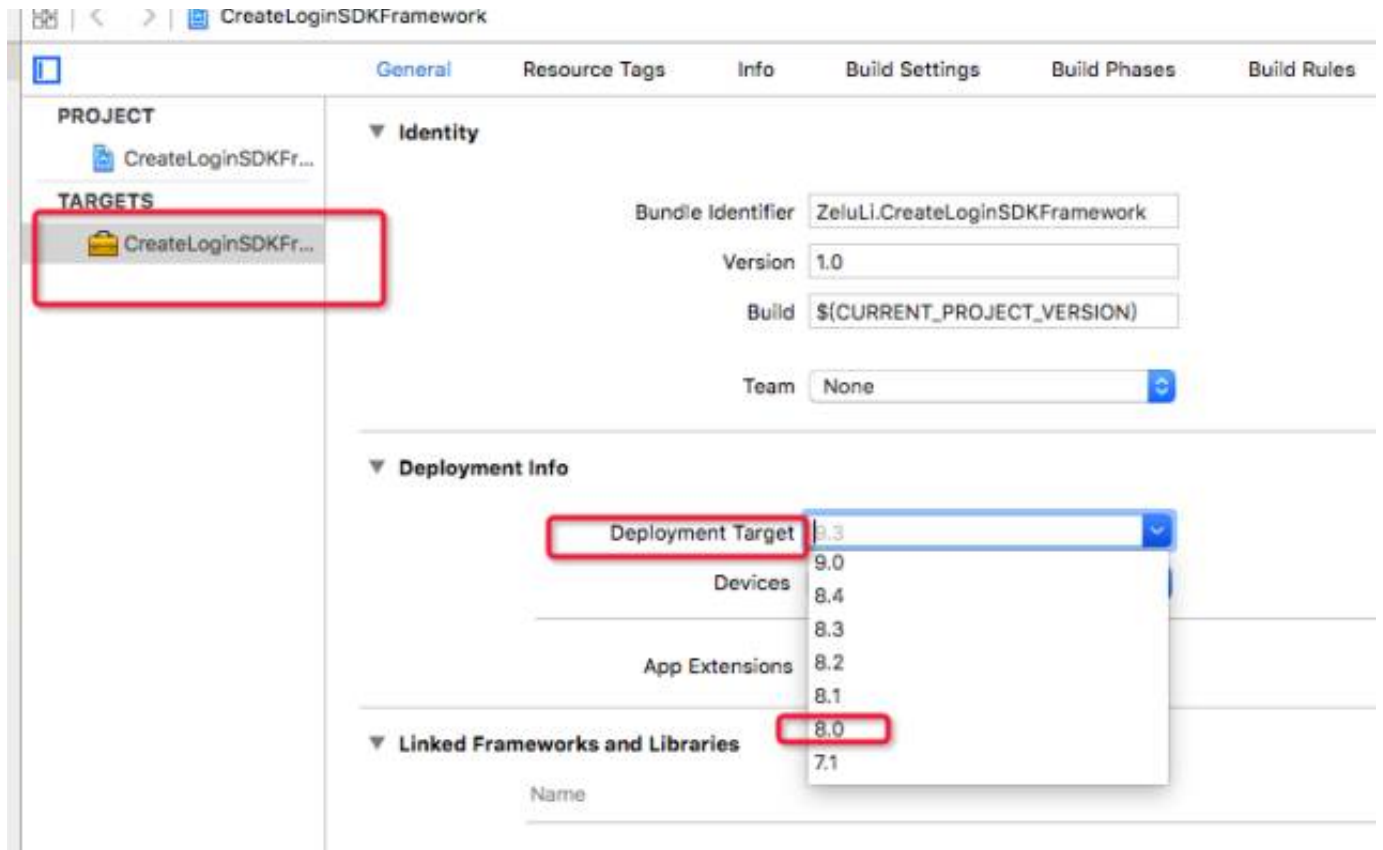 CreateLoginSDKFramework
General Resource Tags Info Build Settings Build Phases Build Rules
PROJECT
CreateLoginSDKFr...
TARGETS
CreateLoginSDKFr...
Identity
Bundle Identifier ZeluLi.CreateLoginSDKFramework
Version 1.0
Build $(CURRENT_PROJECT_VERSION)
Team None
Deployment Info
Deployment Target 9.3
9.0
Devices
8.4
8.3
App Extensions 8.2
8.1
8.0
Linked Frameworks and Libraries
7.1
Name